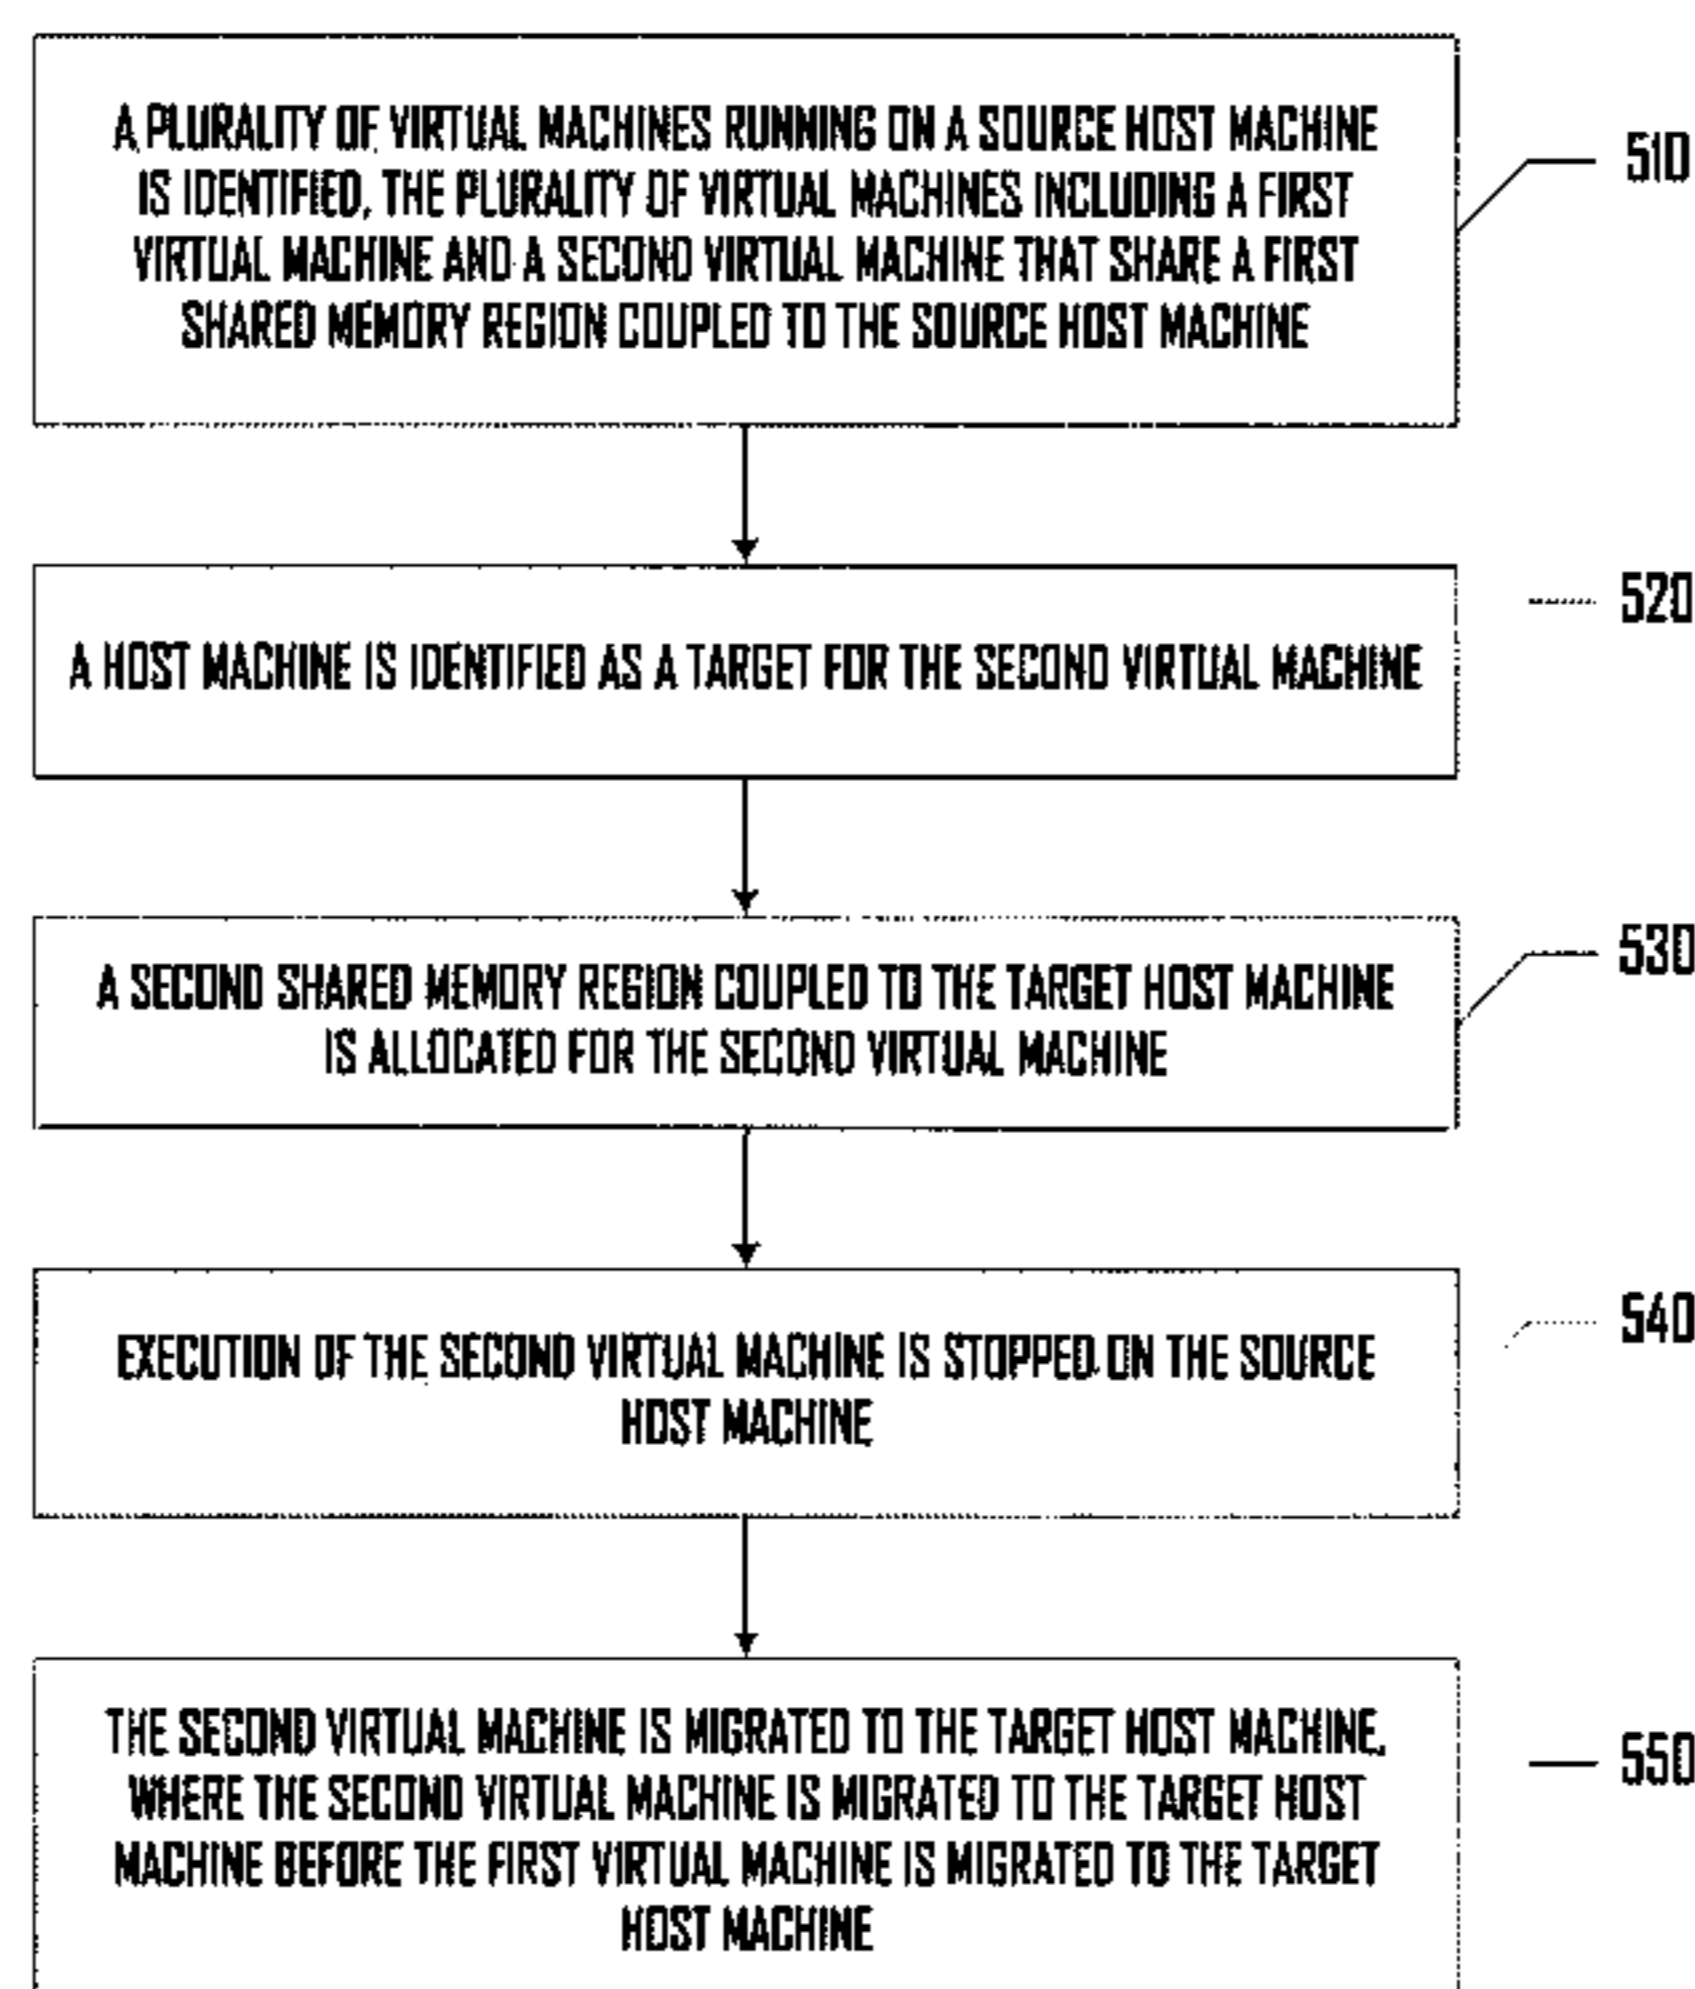 A PLURALITY OF VIRTUAL MACHINES RUNNING ON A SOURCE HOST MACHINE
IS IDENTIFIED, THE PLURALITY OF VIRTUAL MACHINES INCLUDING A FIRST
VIRTUAL MACHINE AND A SECOND VIRTUAL MACHINE THAT SHARE A FIRST
SHARED MEMORY REGION COUPLED TO THE SOURCE HOST MACHINE
510
A HOST MACHINE IS IDENTIFIED AS A TARGET FOR THE SECOND VIRTUAL MACHINE
520
A SECOND SHARED MEMORY REGION COUPLED TO THE TARGET HOST MACHINE
IS ALLOCATED FOR THE SECOND VIRTUAL MACHINE
530
EXECUTION OF THE SECOND VIRTUAL MACHINE IS STOPPED ON THE SOURCE
HOST MACHINE
540
THE SECOND VIRTUAL MACHINE IS MIGRATED TO THE TARGET HOST MACHINE,
WHERE THE SECOND VIRTUAL MACHINE IS MIGRATED TO THE TARGET HOST
MACHINE BEFORE THE FIRST VIRTUAL MACHINE IS MIGRATED TO THE TARGET
HOST MACHINE
550